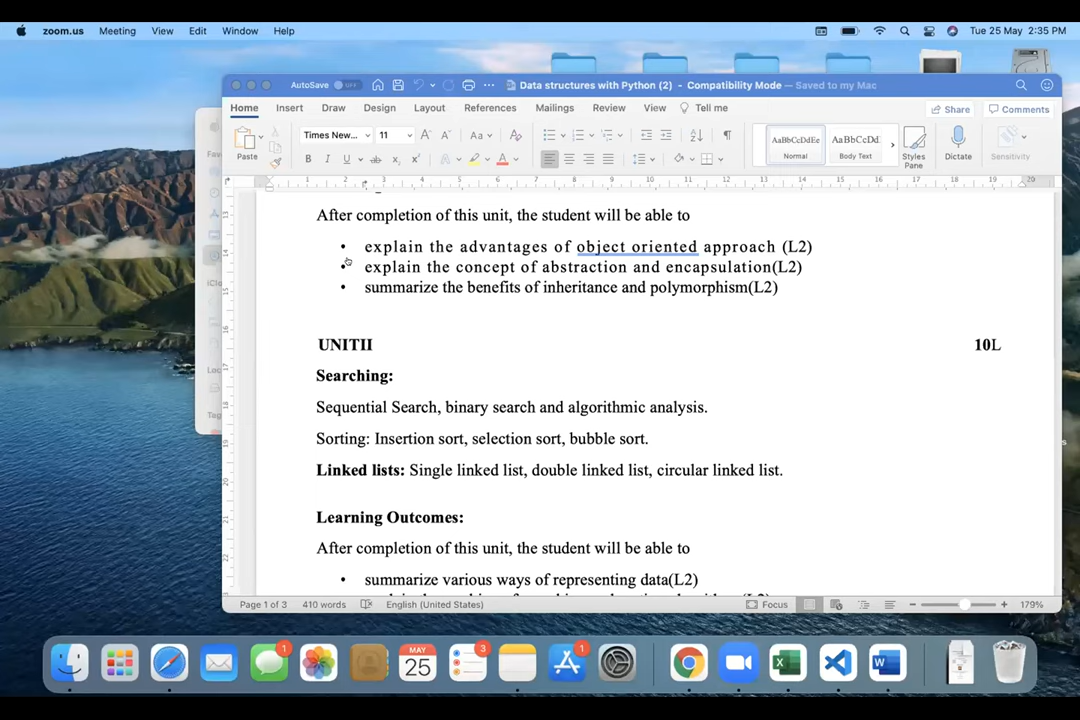 zoom.us Meeting View Edit Window Help Tue 25 May 2:35 PM
AutoSave OFF Data structures with Python (2) - Compatibility Mode — Saved to my Mac
Home Insert Draw Design Layout References Mailings Review View Tell me Share Comments
Paste Times New... 11 AaBbCcDdEe Normal AaBbCcDd Body Text Styles Pane Dictate Sensitivity
After completion of this unit, the student will be able to
• explain the advantages of object oriented approach (L2)
• explain the concept of abstraction and encapsulation(L2)
• summarize the benefits of inheritance and polymorphism(L2)
UNITII 10L
Searching:
Sequential Search, binary search and algorithmic analysis.
Sorting: Insertion sort, selection sort, bubble sort.
Linked lists: Single linked list, double linked list, circular linked list.
Learning Outcomes:
After completion of this unit, the student will be able to
• summarize various ways of representing data(L2)
Page 1 of 3 410 words English (United States) Focus 179%
1 MAY 25 3 1